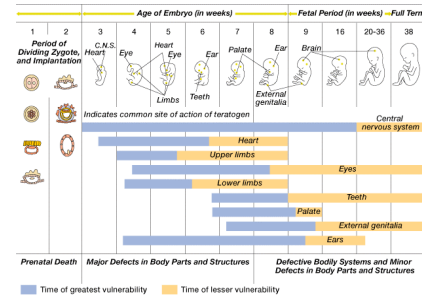 Age of Embryo (in weeks)
Fetal Period (in weeks)
Full Term
1 2 3 4 5 6 7 8 9 16 20-36 38
Period of
Dividing Zygote,
and Implantation
C.N.S.
Heart
Eye
Heart
Eye
Limbs
Ear
Teeth
Palate
Ear
External
genitalia
Brain
Indicates common site of action of teratogen
Central
nervous system
Heart
Upper limbs
Eyes
Lower limbs
Teeth
Palate
External genitalia
Ears
Prenatal Death
Major Defects in Body Parts and Structures
Defective Bodily Systems and Minor
Defects in Body Parts and Structures
Time of greatest vulnerability
Time of lesser vulnerability